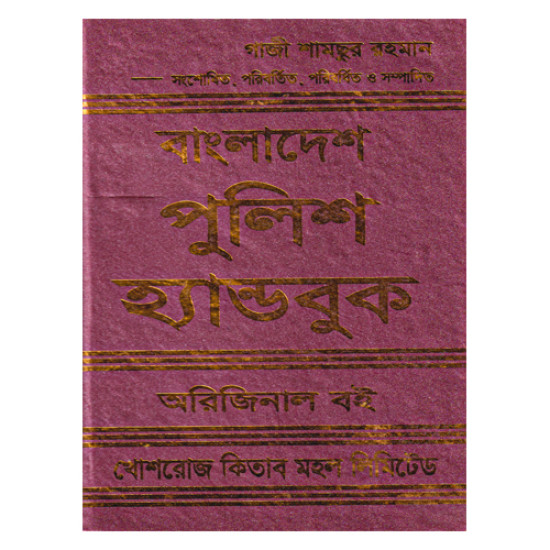 গাজী শামছুর রহমান
— সংশোধিত, পরিবর্তিত, পরিবর্ধিত ও সম্পাদিত
বাংলাদেশ
পুলিশ
হ্যান্ডবুক
অরিজিনাল বই
খোশরোজ কিতাব মহল লিমিটেড